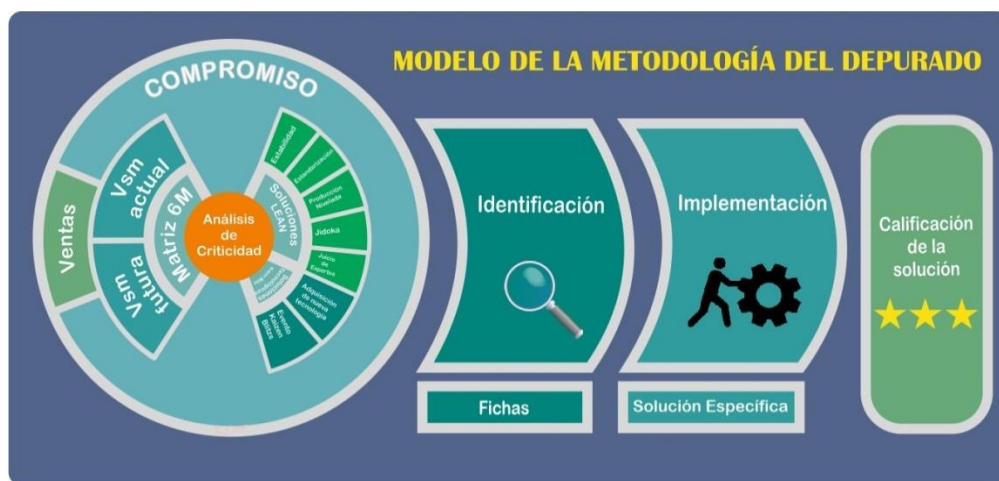 MODELO DE LA METODOLOGÍA DEL DEPURADO
COMPROMISO
Ventas
Vsm
actual
Vsm
futura
Matriz 6M
Análisis
de
Criticidad
Soluciones
LEAN
Estabilidad
Estandarización
Producción
Nivelada
Jidoka
Juicio de
Expertos
Adquisición
de nueva
tecnología
Evento
Kaizen
Blitzs
Identificación
Fichas
Implementación
Solución Específica
Calificación
de la
solución